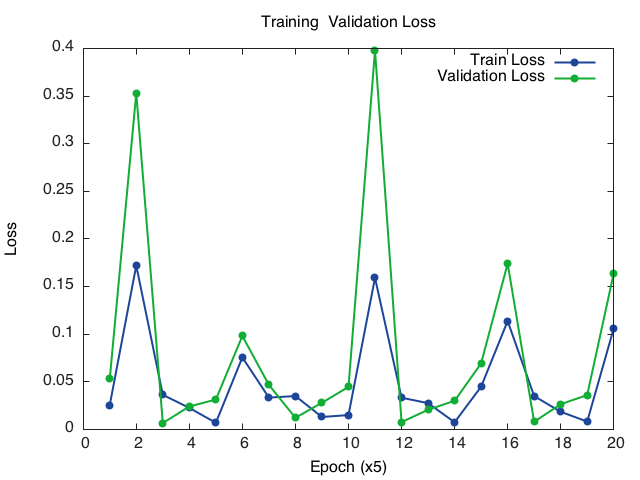 Training  Validation Loss
Train Loss
Validation Loss
0.4
0.35
0.3
0.25
0.2
0.15
0.1
0.05
0
Loss
0 2 4 6 8 10 12 14 16 18 20
Epoch (x5)